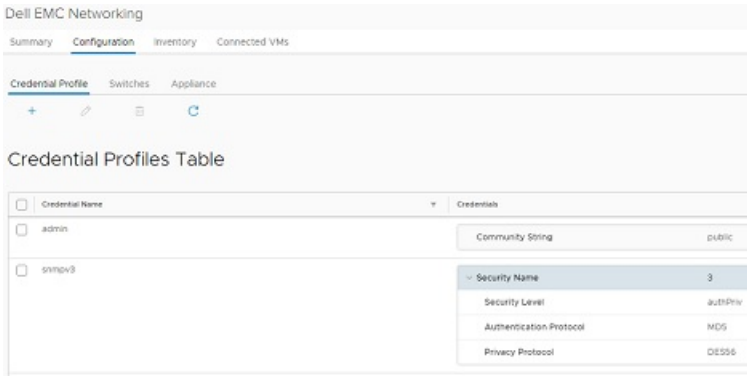 Dell EMC Networking
Summary Configuration Inventory Connected VMs
Credential Profile Switches Appliance
Credential Profiles Table
Credential Name Credentials
admin
Community String public
snmpv3
Security Name 3
Security Level authPriv
Authentication Protocol MD5
Privacy Protocol DES56